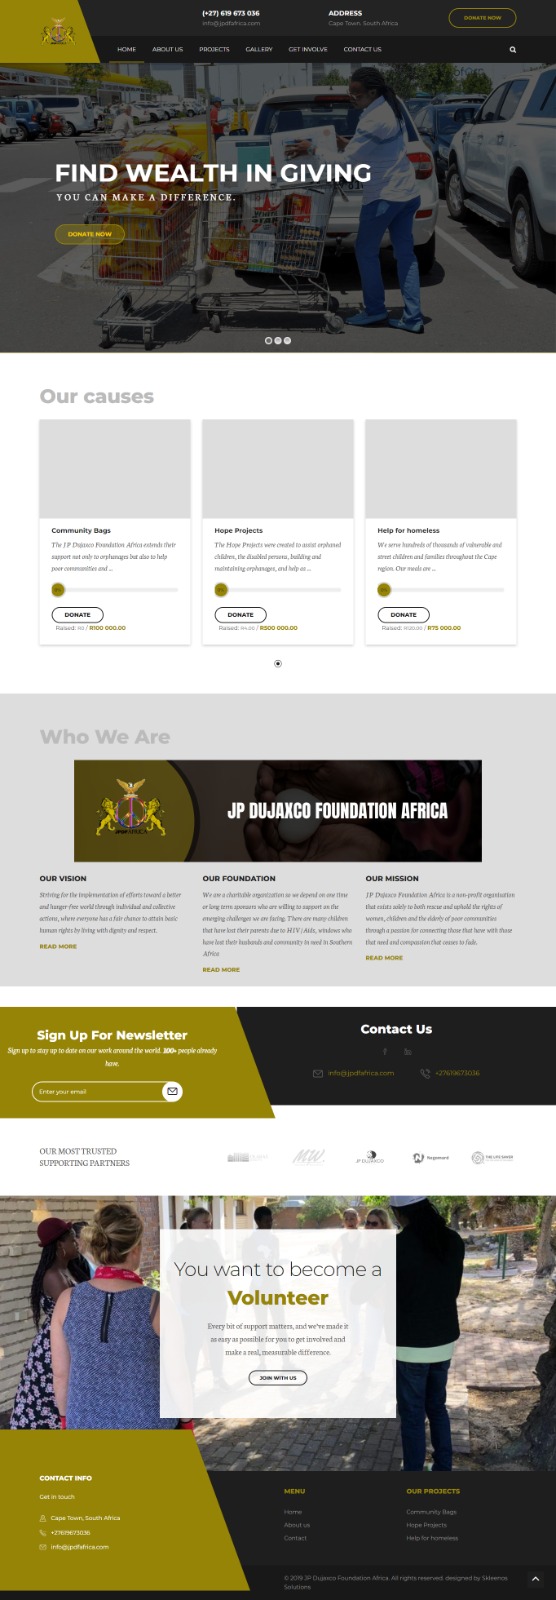 (+27) 619 673 036
info@jpdfafrica.com
ADDRESS
Cape Town, South Africa
DONATE NOW
HOME ABOUT US PROJECTS GALLERY GET INVOLVE CONTACT US
FIND WEALTH IN GIVING
YOU CAN MAKE A DIFFERENCE.
DONATE NOW
Our causes
Community Bags
The JP Dujaxco Foundation Africa extends their
support not only to orphanages but also to help
poor communities and ...
DONATE
Raised: R0 / R100 000.00
Hope Projects
The Hope Projects were created to assist orphaned
children, the disabled persons, building and
maintaining orphanages, and help us ...
DONATE
Raised: / R500 000.00
Help for homeless
We serve hundreds of thousands of vulnerable and
street children and families throughout the Cape
region. Our meals are ...
DONATE
Raised: / R75 000.00
Who We Are
JP DUJAXCO FOUNDATION AFRICA
OUR VISION
Striving for the implementation of efforts toward a better
and hunger-free world through individual and collective
actions, where everyone has a fair chance to attain basic
human rights by living with dignity and respect.
READ MORE
OUR FOUNDATION
We are a charitable organization so we depend on one time
or long term sponsors who are willing to support on the
emerging challenges we are facing. There are many children
that have lost their parents due to HIV/Aids, windows who
have lost their husbands and community in need in Southern
Africa
READ MORE
OUR MISSION
JP Dujaxco Foundation Africa is a non-profit organisation
that exists solely to both rescue and uphold the rights of
women, children and the elderly of poor communities
through a passion for connecting those that have with those
that need and compassion that ceases to fade.
READ MORE
Sign Up For Newsletter
Sign up to stay up to date on our work around the world. 100+ people already
have.
Enter your email
Contact Us
info@jpdfafrica.com
+27619673036
OUR MOST TRUSTED
SUPPORTING PARTNERS
MW
JP DUJAXCO
THE LIFE SAVER
You want to become a
Volunteer
Every bit of support matters, and we've made it
as easy as possible for you to get involved and
make a real, measurable difference.
JOIN WITH US
CONTACT INFO
Get in touch
Cape Town, South Africa
+27619673036
info@jpdfafrica.com
MENU
Home
About us
Contact
OUR PROJECTS
Community Bags
Hope Projects
Help for homeless
© 2019 JP Dujaxco Foundation Africa. All rights reserved. designed by Skleenos
Solutions